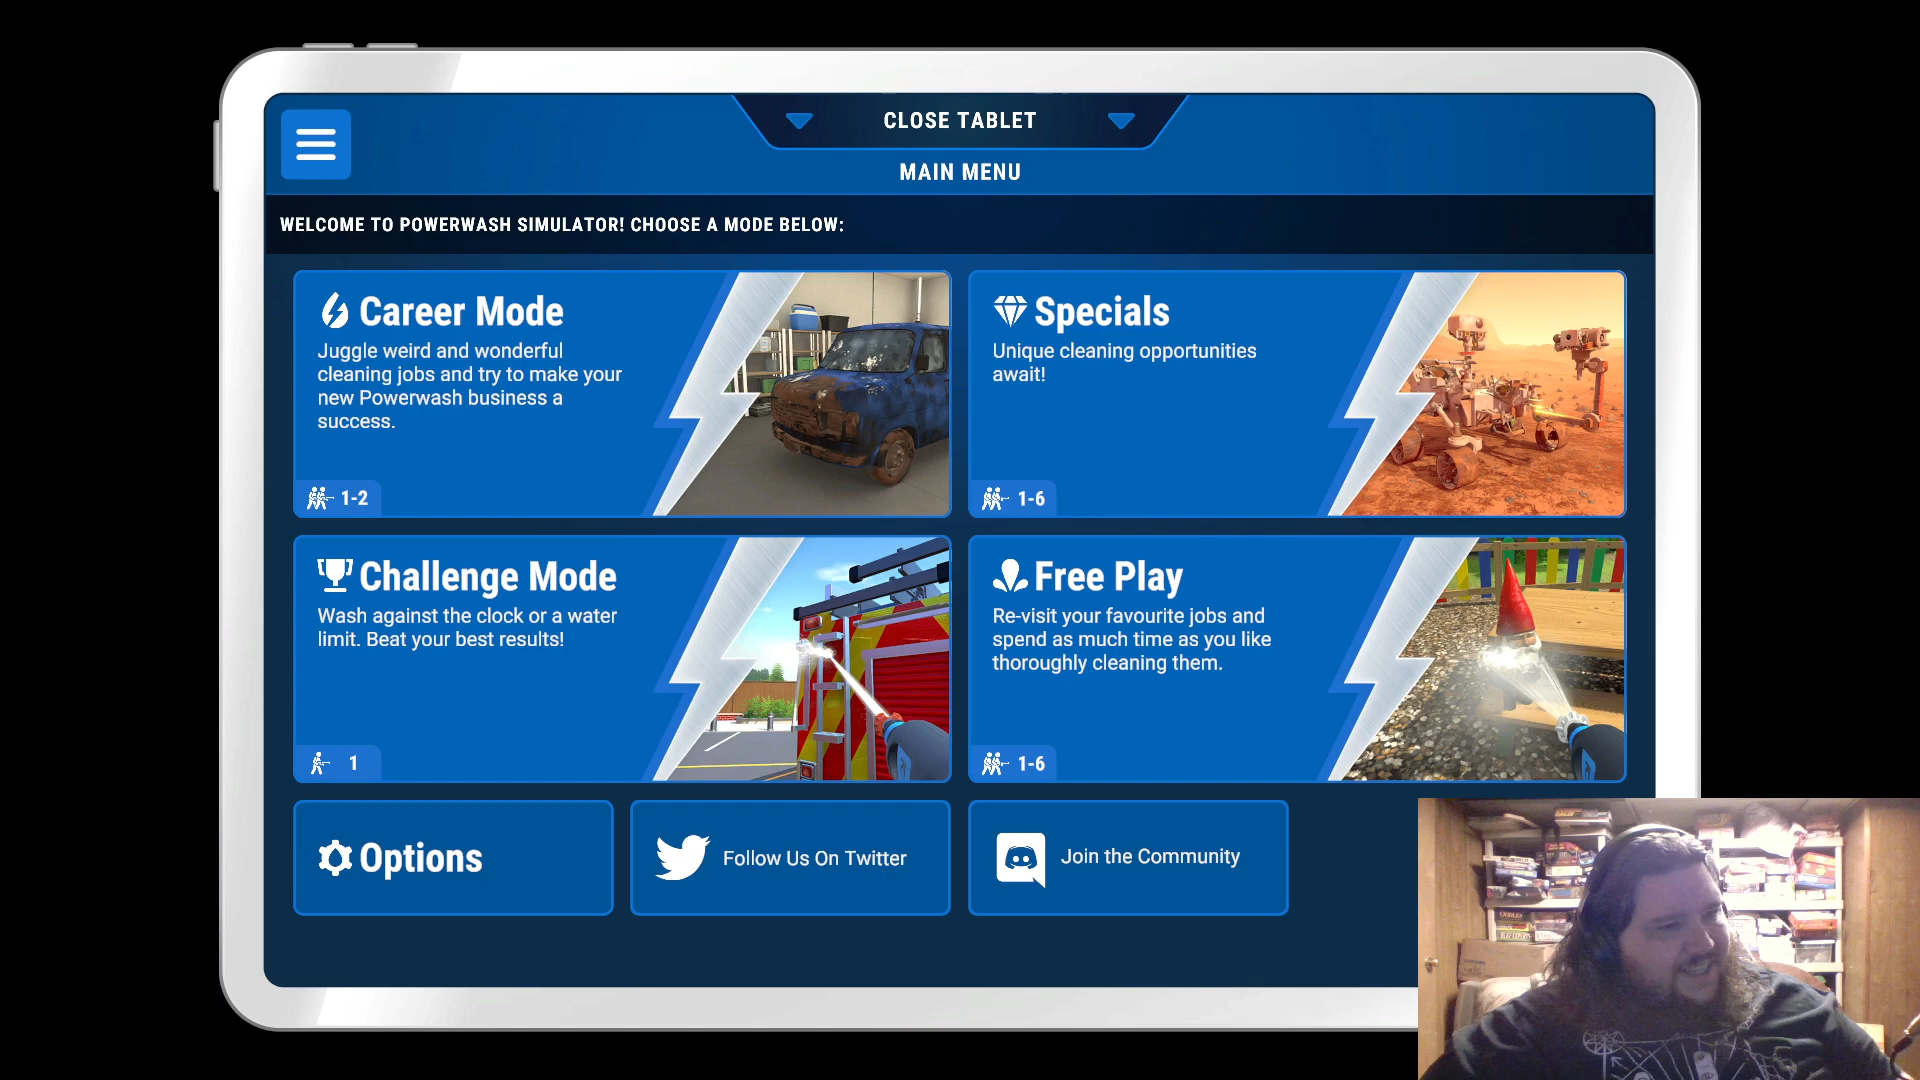 CLOSE TABLET
MAIN MENU
WELCOME TO POWERWASH SIMULATOR! CHOOSE A MODE BELOW:
Career Mode
Juggle weird and wonderful
cleaning jobs and try to make your
new Powerwash business a
success.
1-2
Specials
Unique cleaning opportunities
await!
1-6
Challenge Mode
Wash against the clock or a water
limit. Beat your best results!
1
Free Play
Re-visit your favourite jobs and
spend as much time as you like
thoroughly cleaning them.
1-6
Options
Follow Us On Twitter
Join the Community